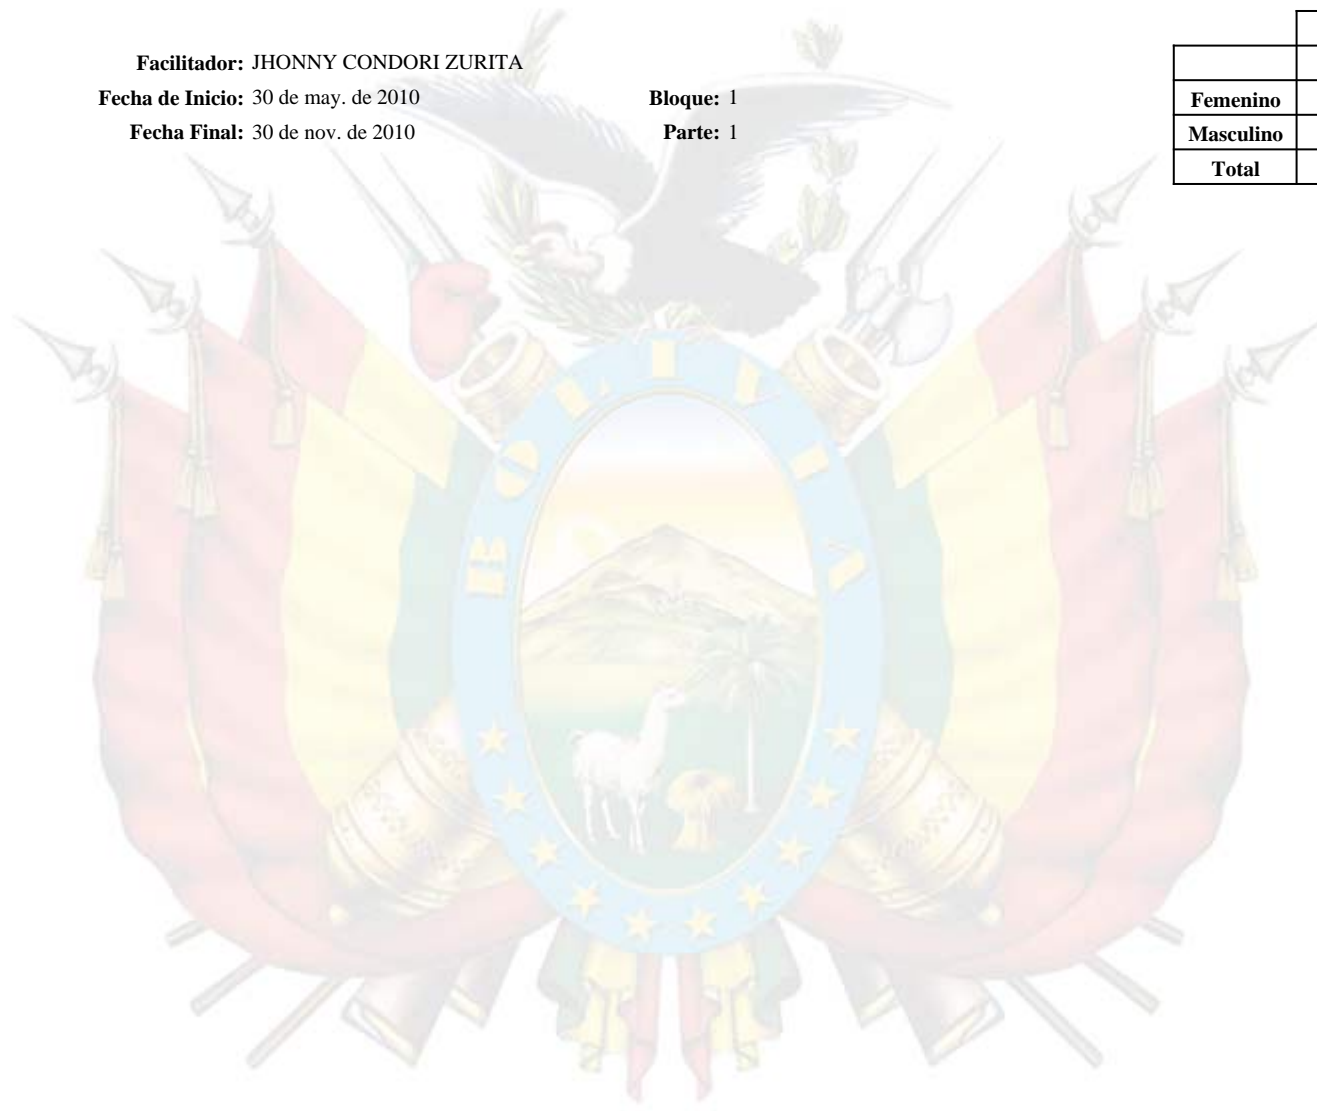 Facilitador: JHONNY CONDORI ZURITA
Fecha de Inicio: 30 de may. de 2010 Bloque: 1
Fecha Final: 30 de nov. de 2010 Parte: 1
Femenino
Masculino
Total
BOLIVIA